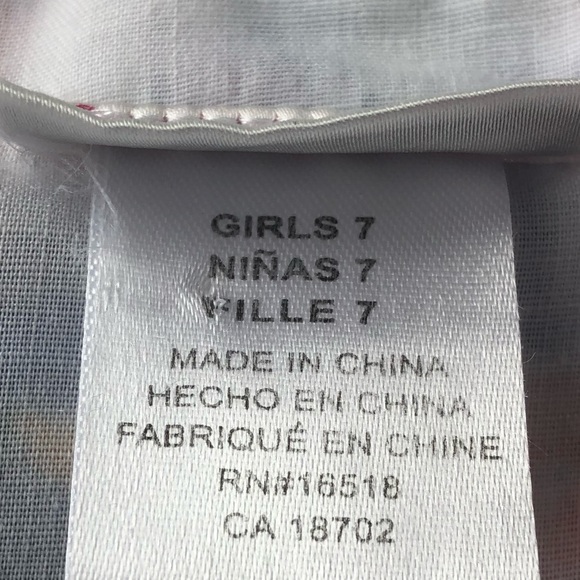 GIRLS 7
NIÑAS 7
FILLE 7
MADE IN CHINA
HECHO EN CHINA
FABRIQUÉ EN CHINE
RN#16518
CA 18702